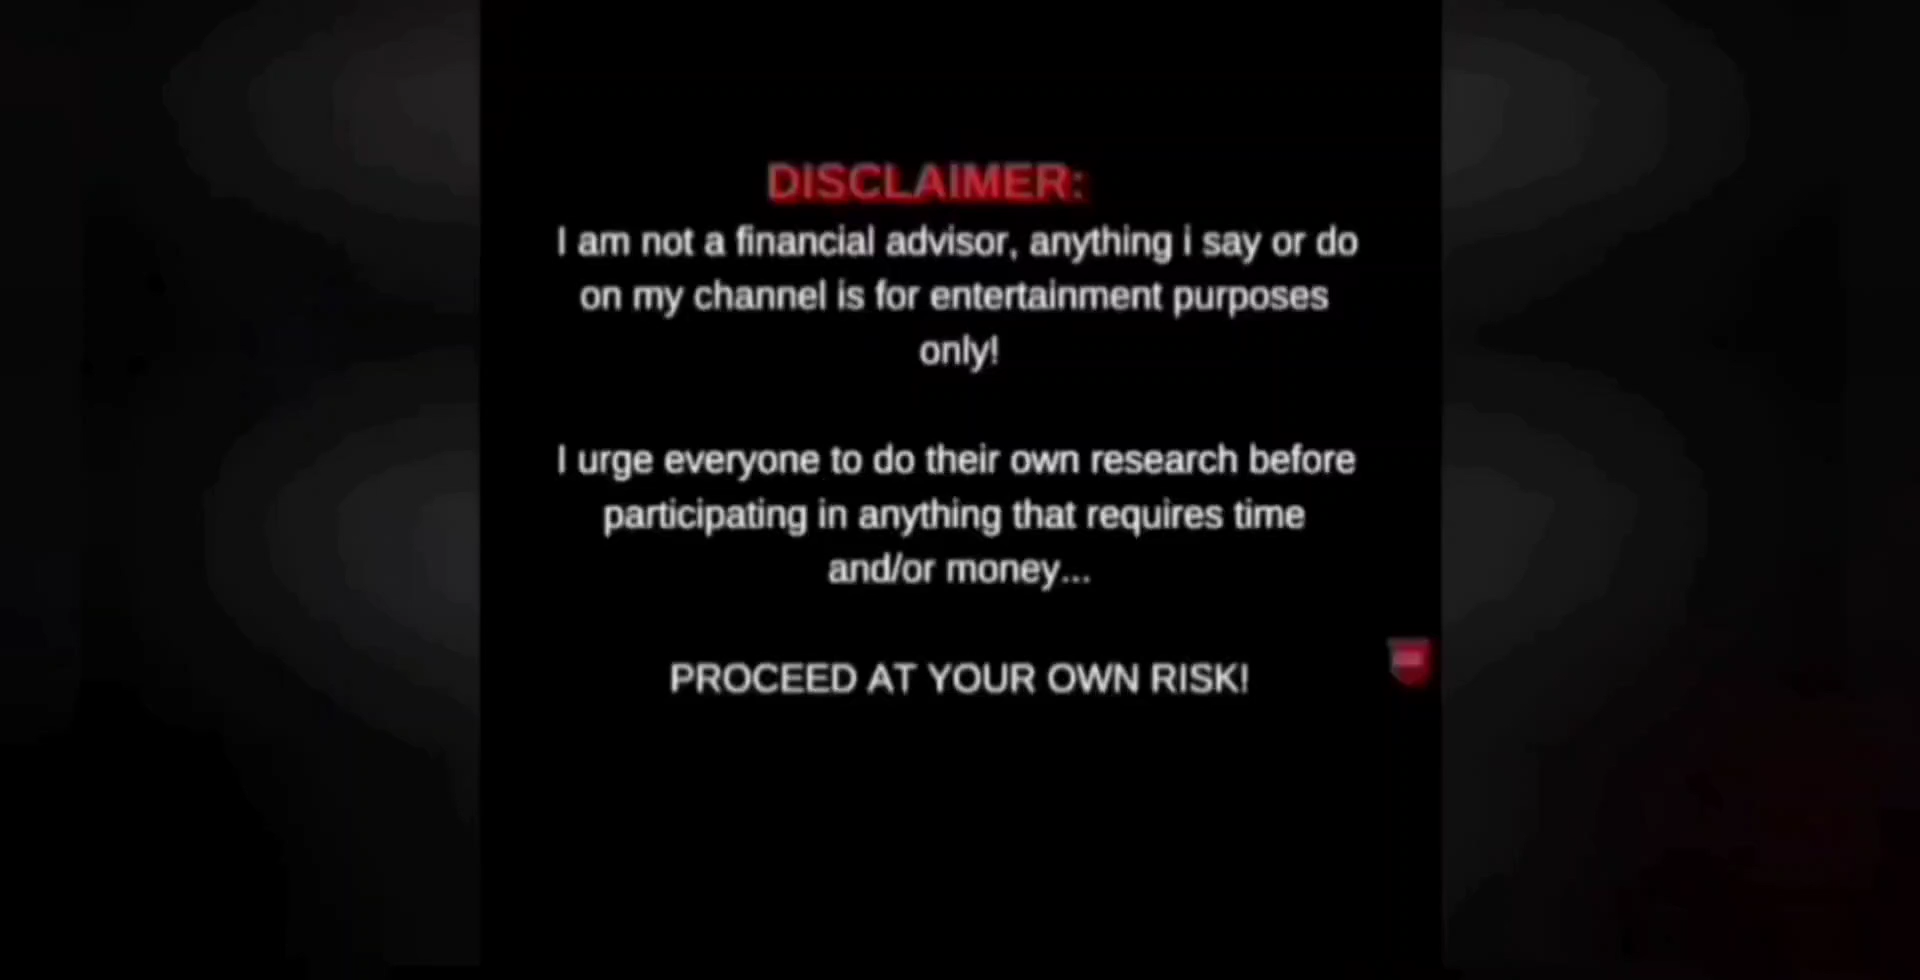 DISCLAIMER:
I am not a financial advisor, anything i say or do
on my channel is for entertainment purposes
only!
I urge everyone to do their own research before
participating in anything that requires time
and/or money...
PROCEED AT YOUR OWN RISK!